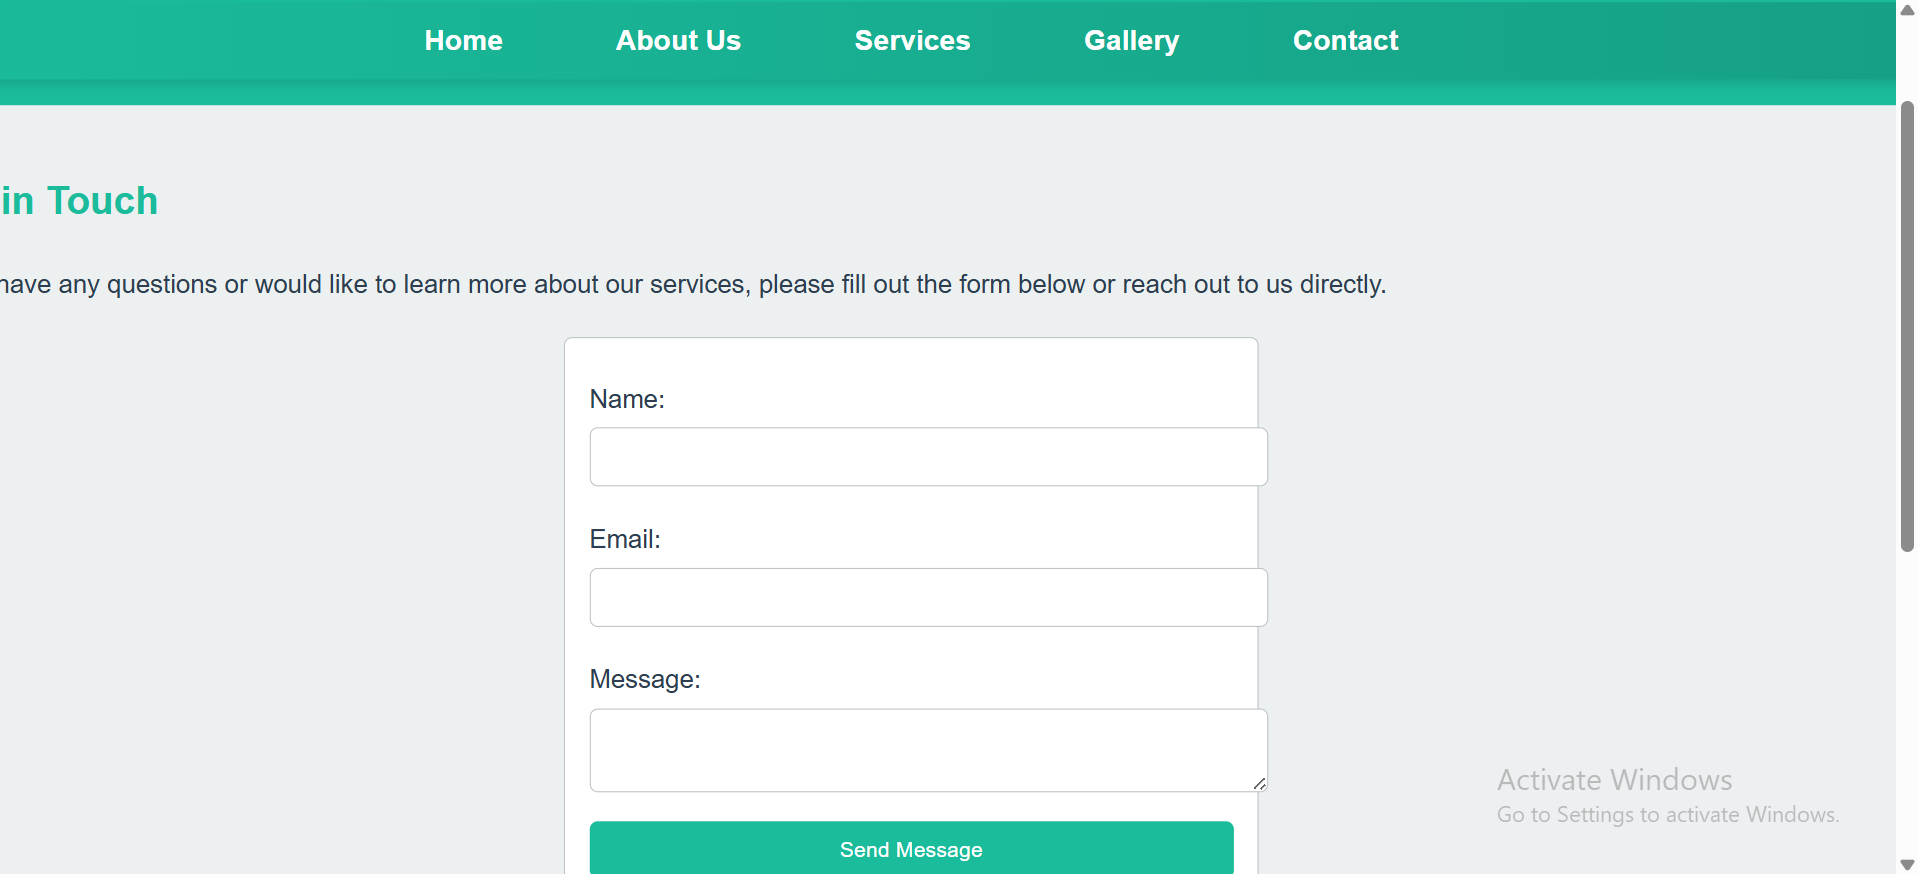 Home About Us Services Gallery Contact
in Touch
have any questions or would like to learn more about our services, please fill out the form below or reach out to us directly.
Name:
Email:
Message:
Send Message
Activate Windows
Go to Settings to activate Windows.